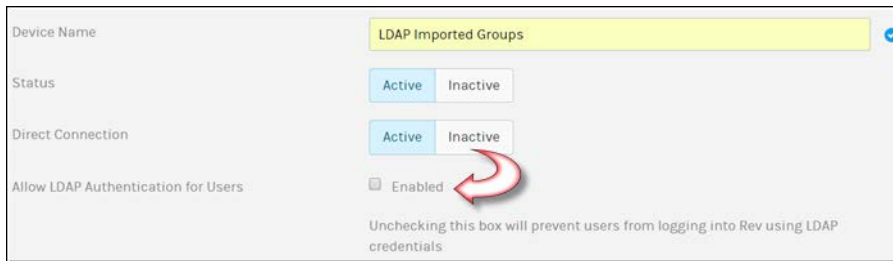 Device Name
LDAP Imported Groups
Status
Active Inactive
Direct Connection
Active Inactive
Allow LDAP Authentication for Users
Enabled
Unchecking this box will prevent users from logging into Rev using LDAP
credentials